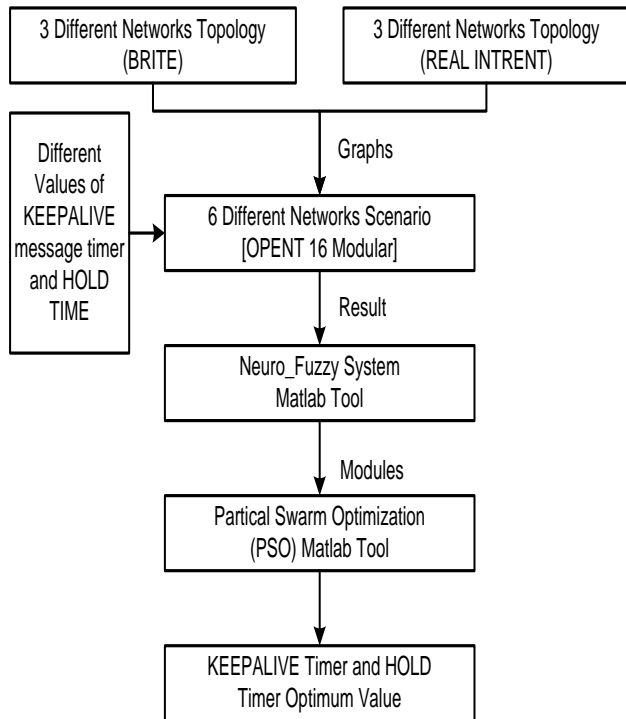 3 Different Networks Topology
(BRITE)
3 Different Networks Topology
(REAL INTRENT)
Graphs
Different
Values of
KEEPALIVE
message timer
and HOLD
TIME
6 Different Networks Scenario
[OPENT 16 Modular]
Result
Neuro_Fuzzy System
Matlab Tool
Modules
Partical Swarm Optimization
(PSO) Matlab Tool
KEEPALIVE Timer and HOLD
Timer Optimum Value